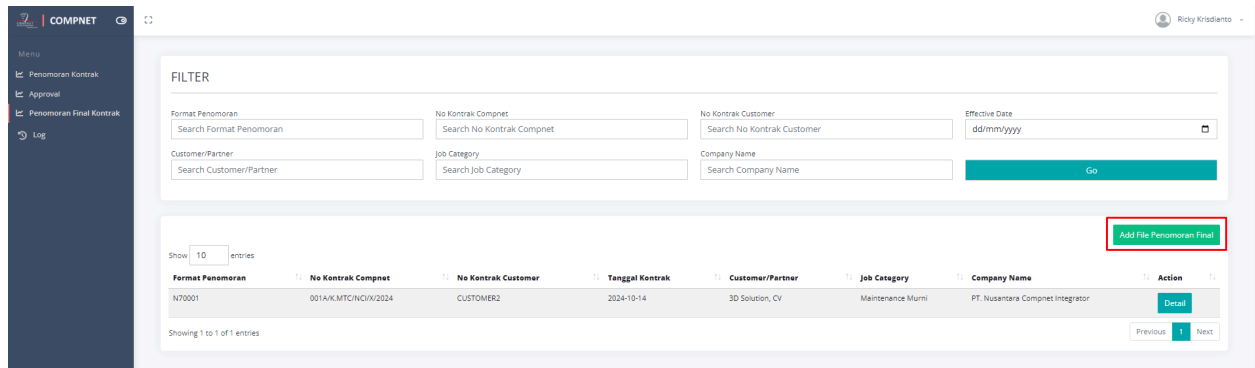 COMPNET
Ricky Krisdianto
Menu
Penomoran Kontrak
Approval
Penomoran Final Kontrak
Log
FILTER
Format Penomoran No Kontrak Compnet No Kontrak Customer Effective Date
Search Format Penomoran Search No Kontrak Compnet Search No Kontrak Customer dd/mm/yyyy
Customer/Partner Job Category Company Name
Search Customer/Partner Search Job Category Search Company Name Go
Add File Penomoran Final
Show 10 entries
Format Penomoran No Kontrak Compnet No Kontrak Customer Tanggal Kontrak Customer/Partner Job Category Company Name Action
N70001 001A/K.MTC/NCI/X/2024 CUSTOMER2 2024-10-14 3D Solution, CV Maintenance Murni PT. Nusantara Compnet Integrator Detail
Showing 1 to 1 of 1 entries Previous 1 Next